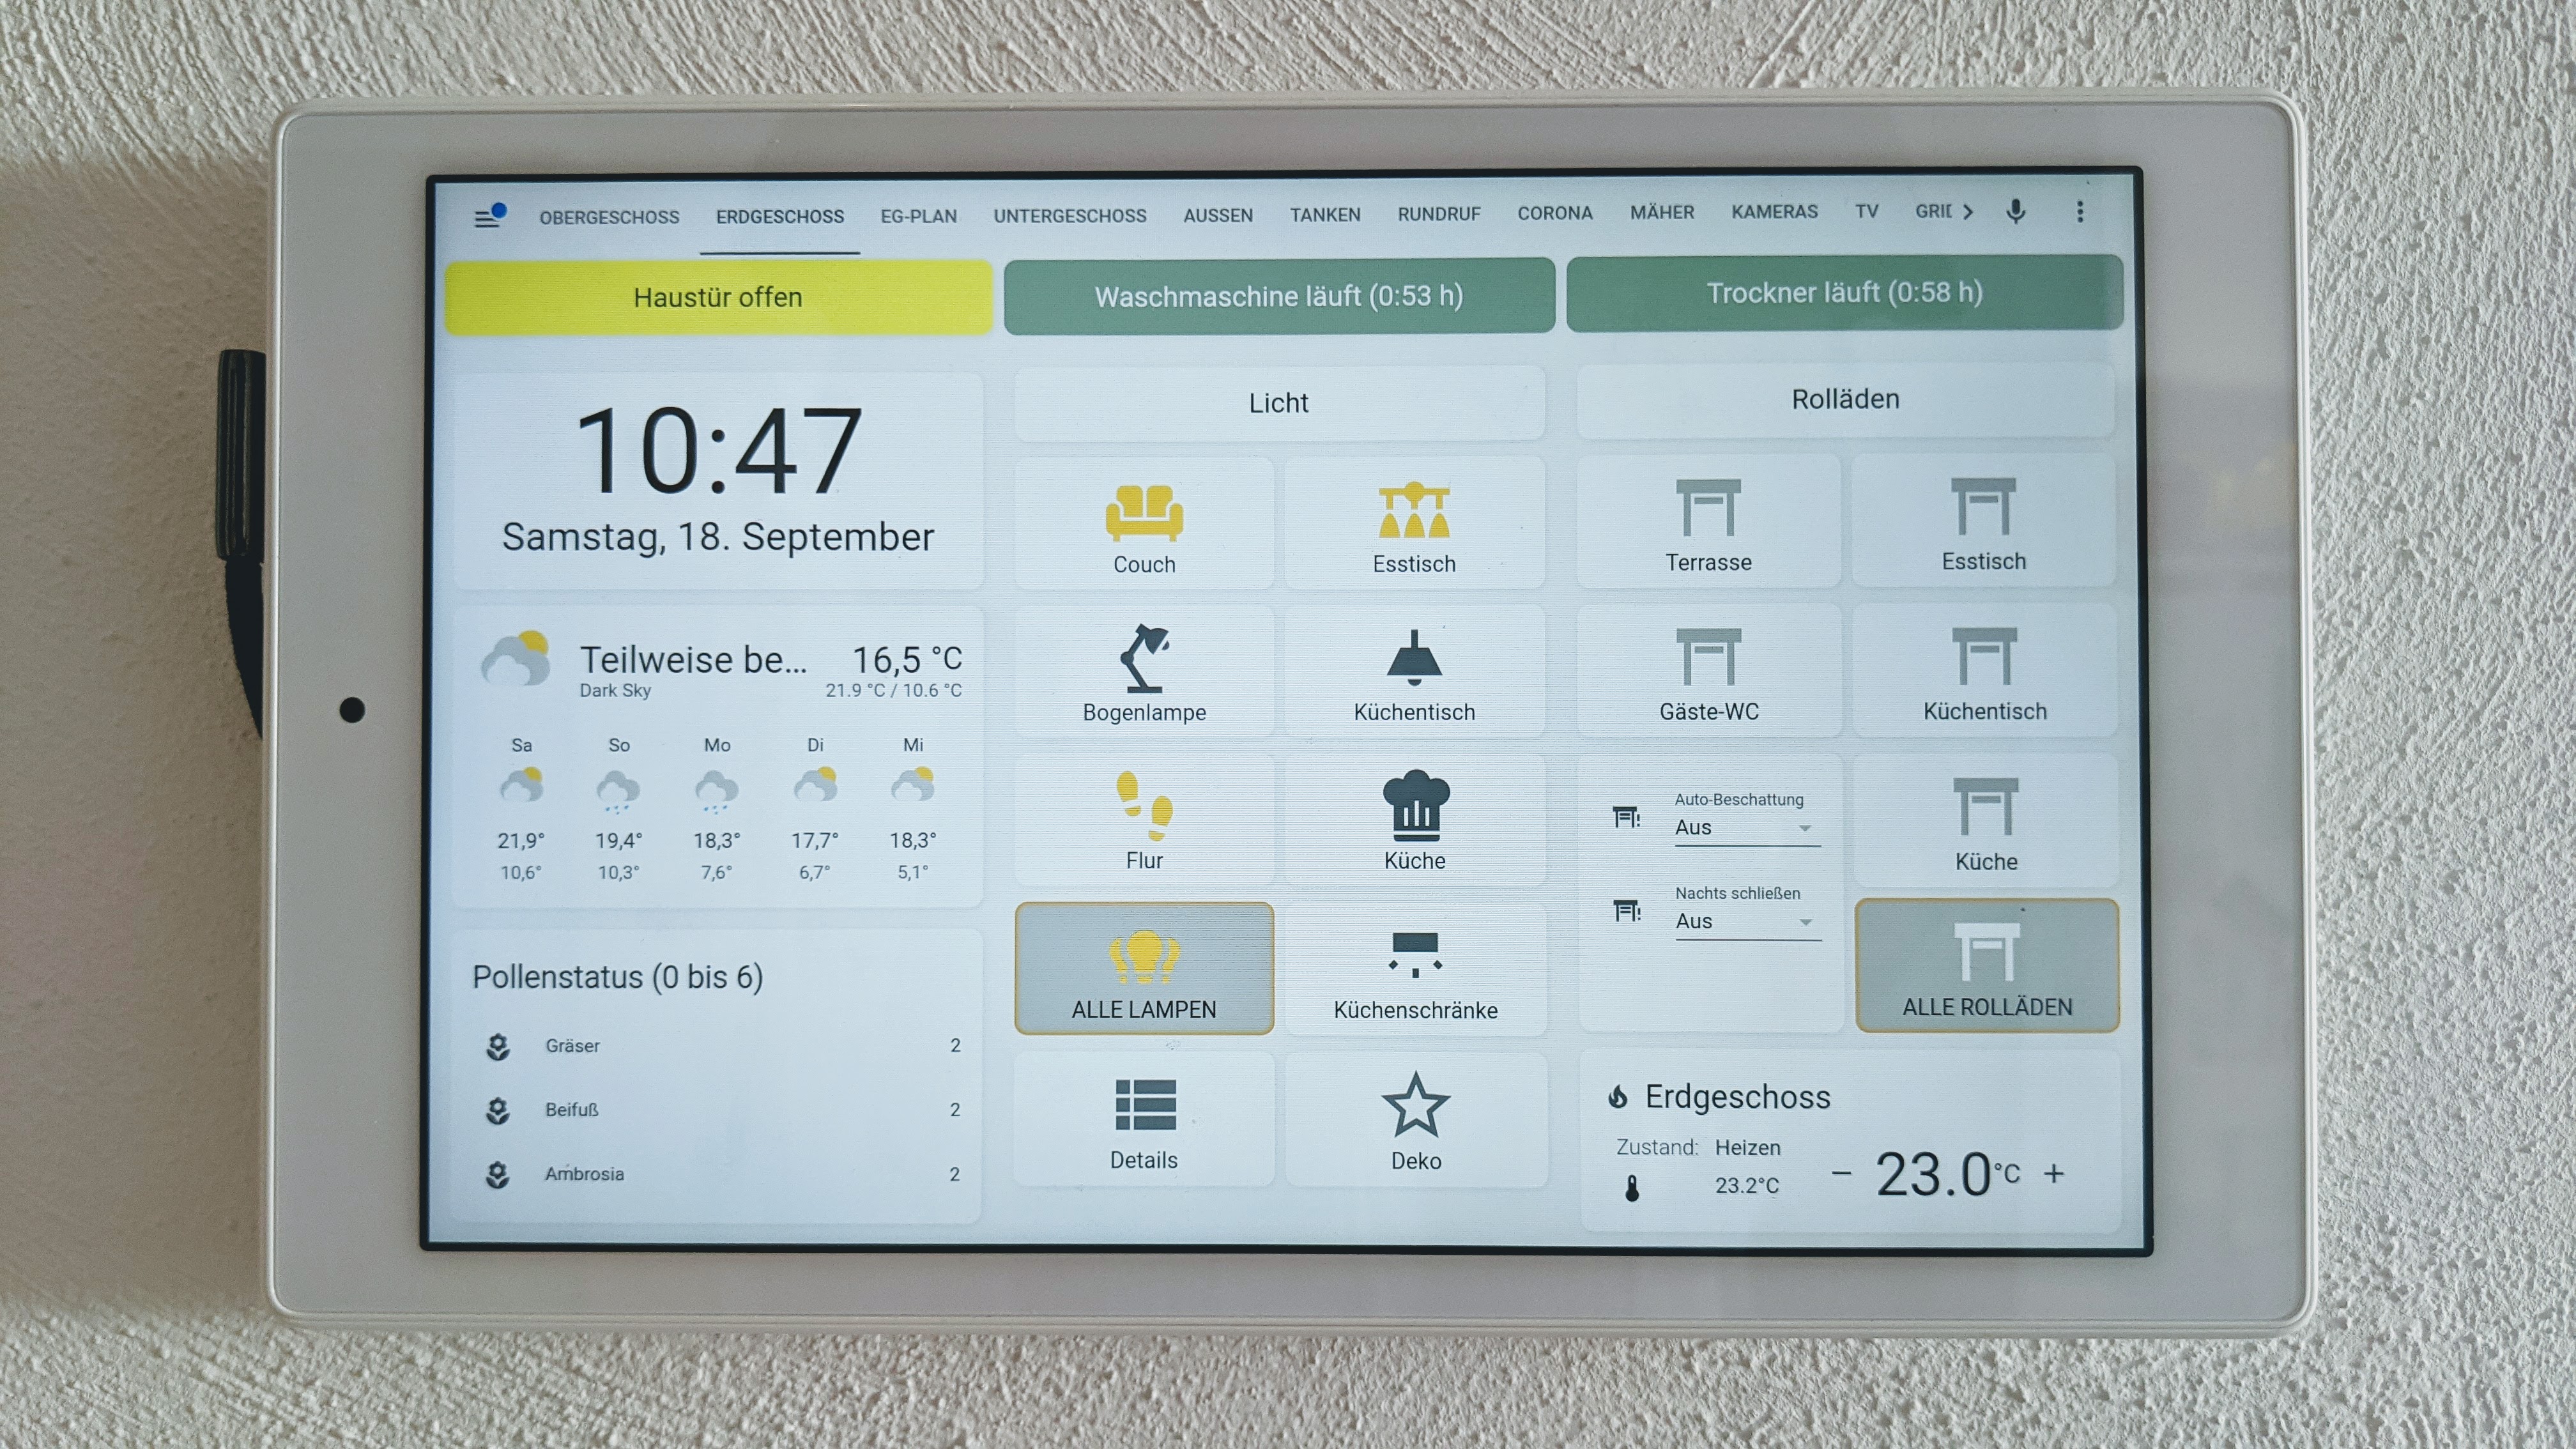 OBERGESCHOSS ERDGESCHOSS EG-PLAN UNTERGESCHOSS AUSSEN TANKEN RUNDRUF CORONA MÄHER KAMERAS TV GRID
Haustür offen
Waschmaschine läuft (0:53 h)
Trockner läuft (0:58 h)
10:47
Samstag, 18. September
Teilweise be... 16,5 °C
Dark Sky 21.9 °C / 10.6 °C
Sa So Mo Di Mi
21,9° 19,4° 18,3° 17,7° 18,3°
10,6° 10,3° 7,6° 6,7° 5,1°
Pollenstatus (0 bis 6)
Gräser 2
Beifuß 2
Ambrosia 2
Licht
Couch Esstisch
Bogenlampe Küchentisch
Flur Küche
ALLE LAMPEN Küchenschränke
Details Deko
Rolläden
Terrasse Esstisch
Gäste-WC Küchentisch
Auto-Beschattung
Aus
Nachts schließen
Aus
Küche
ALLE ROLLÄDEN
Erdgeschoss
Zustand: Heizen
23.2°C
− 23.0°C +